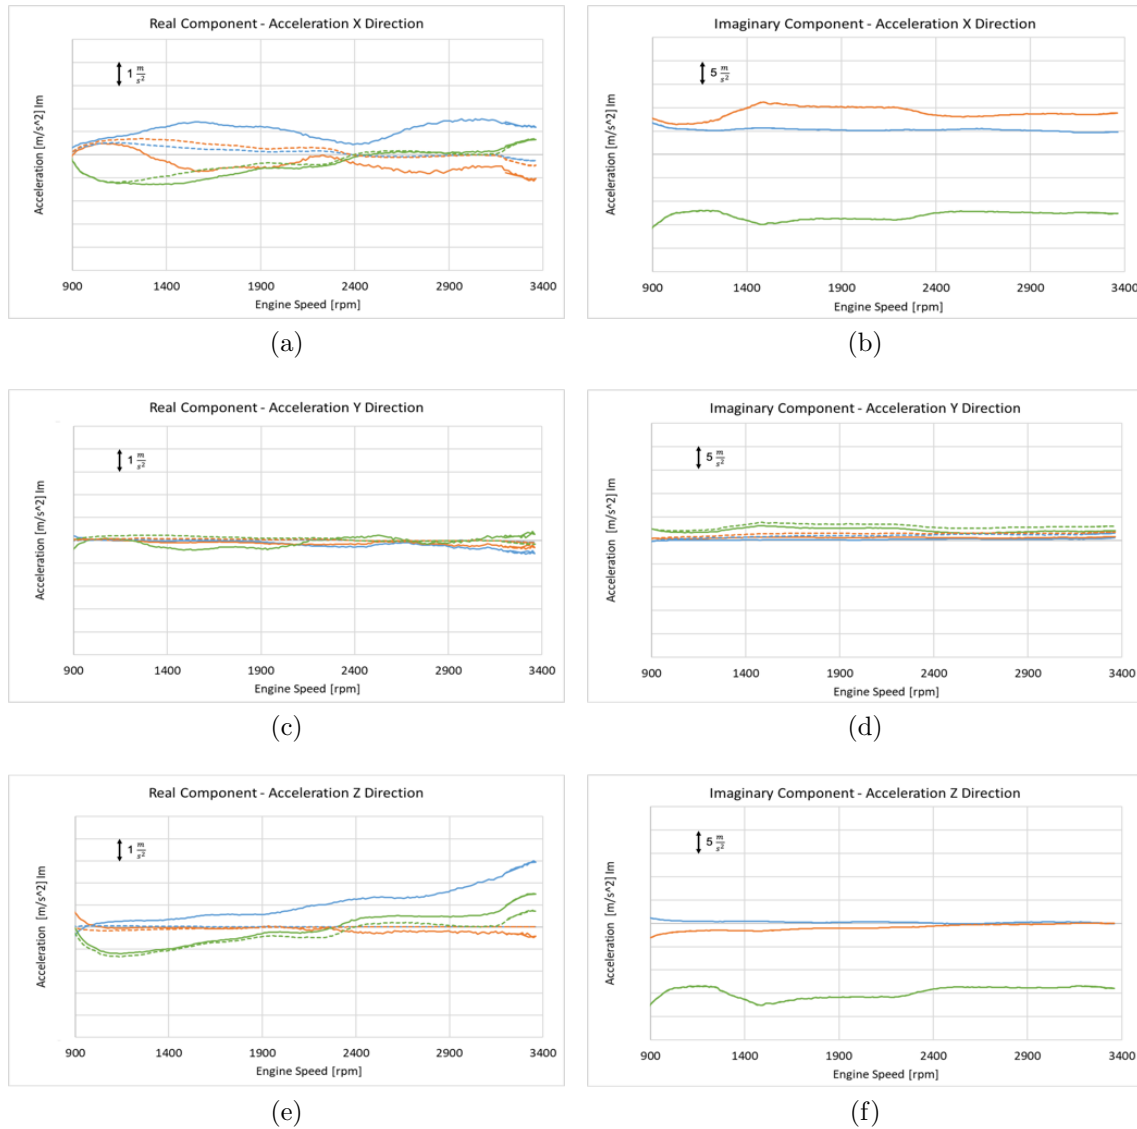 Real Component - Acceleration X Direction
1 m/s²
Acceleration [m/s^2] Im
900 1400 1900 2400 2900 3400
Engine Speed [rpm]
(a)
Imaginary Component - Acceleration X Direction
5 m/s²
Acceleration [m/s^2] Im
900 1400 1900 2400 2900 3400
Engine Speed [rpm]
(b)
Real Component - Acceleration Y Direction
1 m/s²
Acceleration [m/s^2] Im
900 1400 1900 2400 2900 3400
Engine Speed [rpm]
(c)
Imaginary Component - Acceleration Y Direction
5 m/s²
Acceleration [m/s^2] Im
900 1400 1900 2400 2900 3400
Engine Speed [rpm]
(d)
Real Component - Acceleration Z Direction
1 m/s²
Acceleration [m/s^2] Im
900 1400 1900 2400 2900 3400
Engine Speed [rpm]
(e)
Imaginary Component - Acceleration Z Direction
5 m/s²
Acceleration [m/s^2] Im
900 1400 1900 2400 2900 3400
Engine Speed [rpm]
(f)